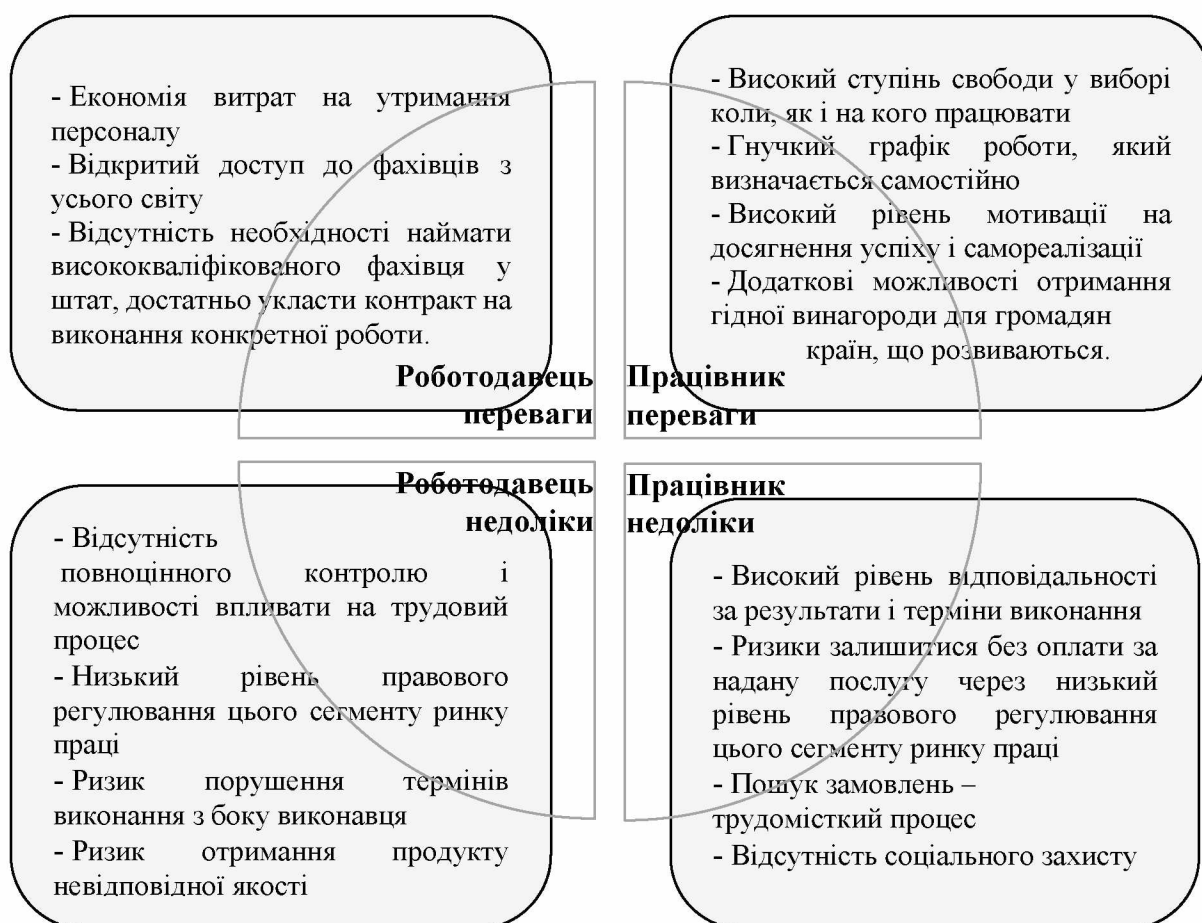 - Економія витрат на утримання
персоналу
- Відкритий доступ до фахівців з
усього світу
- Відсутність необхідності наймати
висококваліфікованого фахівця у
штат, достатньо укласти контракт на
виконання конкретної роботи.
Роботодавець
переваги
- Високий ступінь свободи у виборі
коли, як і на кого працювати
- Гнучкий графік роботи, який
визначається самостійно
- Високий рівень мотивації на
досягнення успіху і самореалізації
- Додаткові можливості отримання
гідної винагороди для громадян
країн, що розвиваються.
Працівник
переваги
Роботодавець
недоліки
- Відсутність
повноцінного контролю і
можливості впливати на трудовий
процес
- Низький рівень правового
регулювання цього сегменту ринку
праці
- Ризик порушення термінів
виконання з боку виконавця
- Ризик отримання продукту
невідповідної якості
Працівник
недоліки
- Високий рівень відповідальності
за результати і терміни виконання
- Ризики залишитися без оплати за
надану послугу через низький
рівень правового регулювання
цього сегменту ринку праці
- Пошук замовлень –
трудомісткий процес
- Відсутність соціального захисту